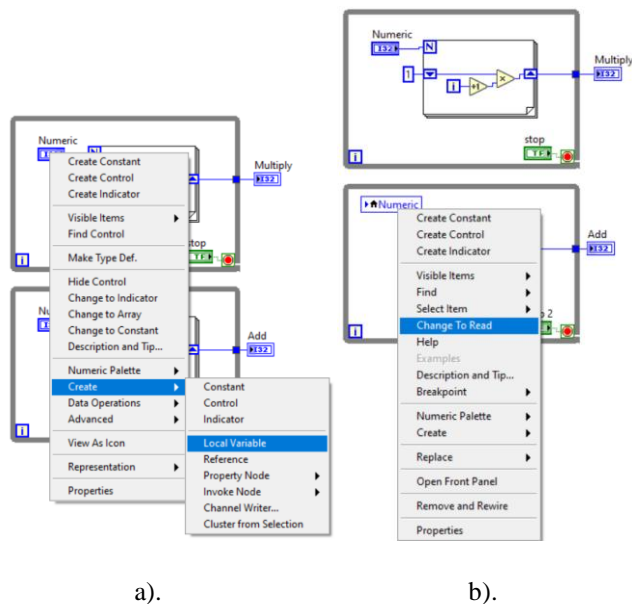 Numeric
I32
N
Create Constant
Create Control
Create Indicator
Visible Items
Find Control
Make Type Def.
Hide Control
Change to Indicator
Change to Array
Change to Constant
Description and Tip...
Numeric Palette
Create
Data Operations
Advanced
View As Icon
Representation
Properties
Multiply
I32
stop
TF
i
Nu
Add
I32
i
Constant
Control
Indicator
Local Variable
Reference
Property Node
Invoke Node
Channel Writer...
Cluster from Selection
a).
Numeric
I32
N
1
i
+1
×
Multiply
I32
stop
TF
i
Numeric
Create Constant
Create Control
Create Indicator
Visible Items
Find
Select Item
Change To Read
Help
Examples
Description and Tip...
Breakpoint
Numeric Palette
Create
Replace
Open Front Panel
Remove and Rewire
Properties
Add
I32
2
i
b).